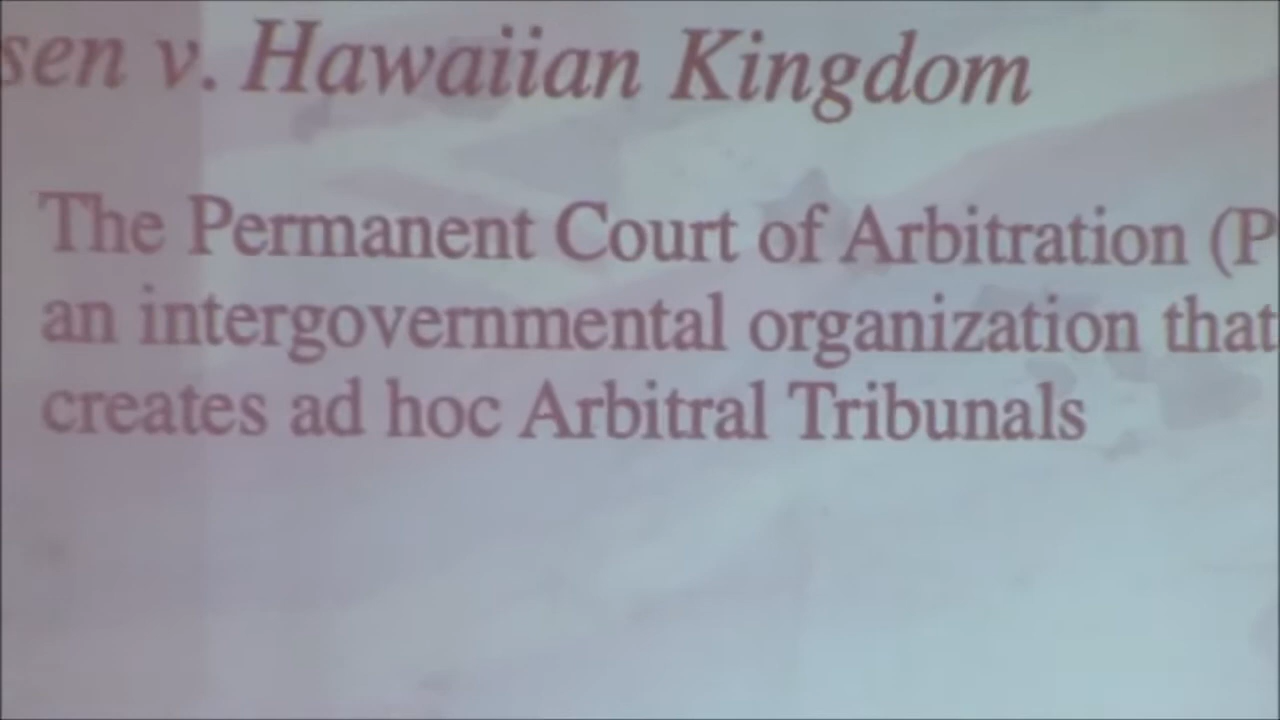 sen v. Hawaiian Kingdom
The Permanent Court of Arbitration (P
an intergovernmental organization that
creates ad hoc Arbitral Tribunals